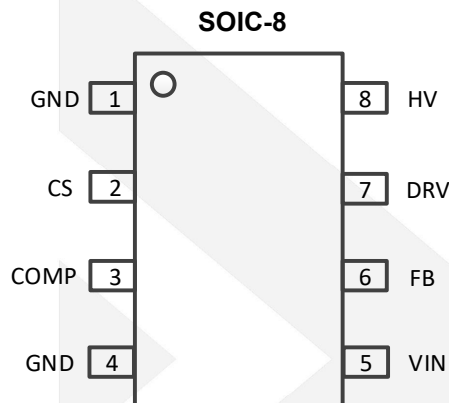 SOIC-8
GND 1 8 HV
CS 2 7 DRV
COMP 3 6 FB
GND 4 5 VIN